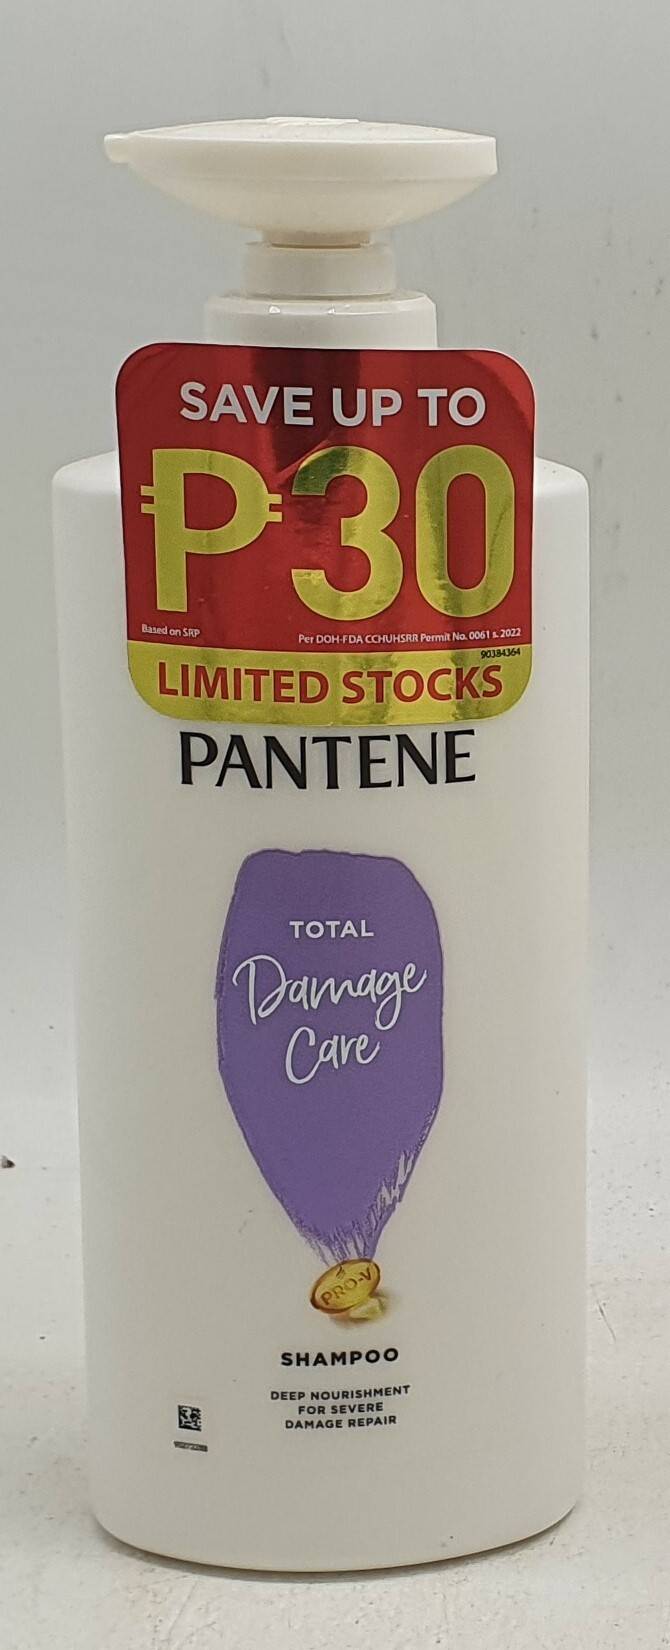 SAVE UP TO
₱30
Based on SRP
Per DOH-FDA CCHUHSRR Permit No. 0061 s. 2022
90384364
LIMITED STOCKS
PANTENE
TOTAL
Damage
Care
PRO-V
SHAMPOO
DEEP NOURISHMENT
FOR SEVERE
DAMAGE REPAIR